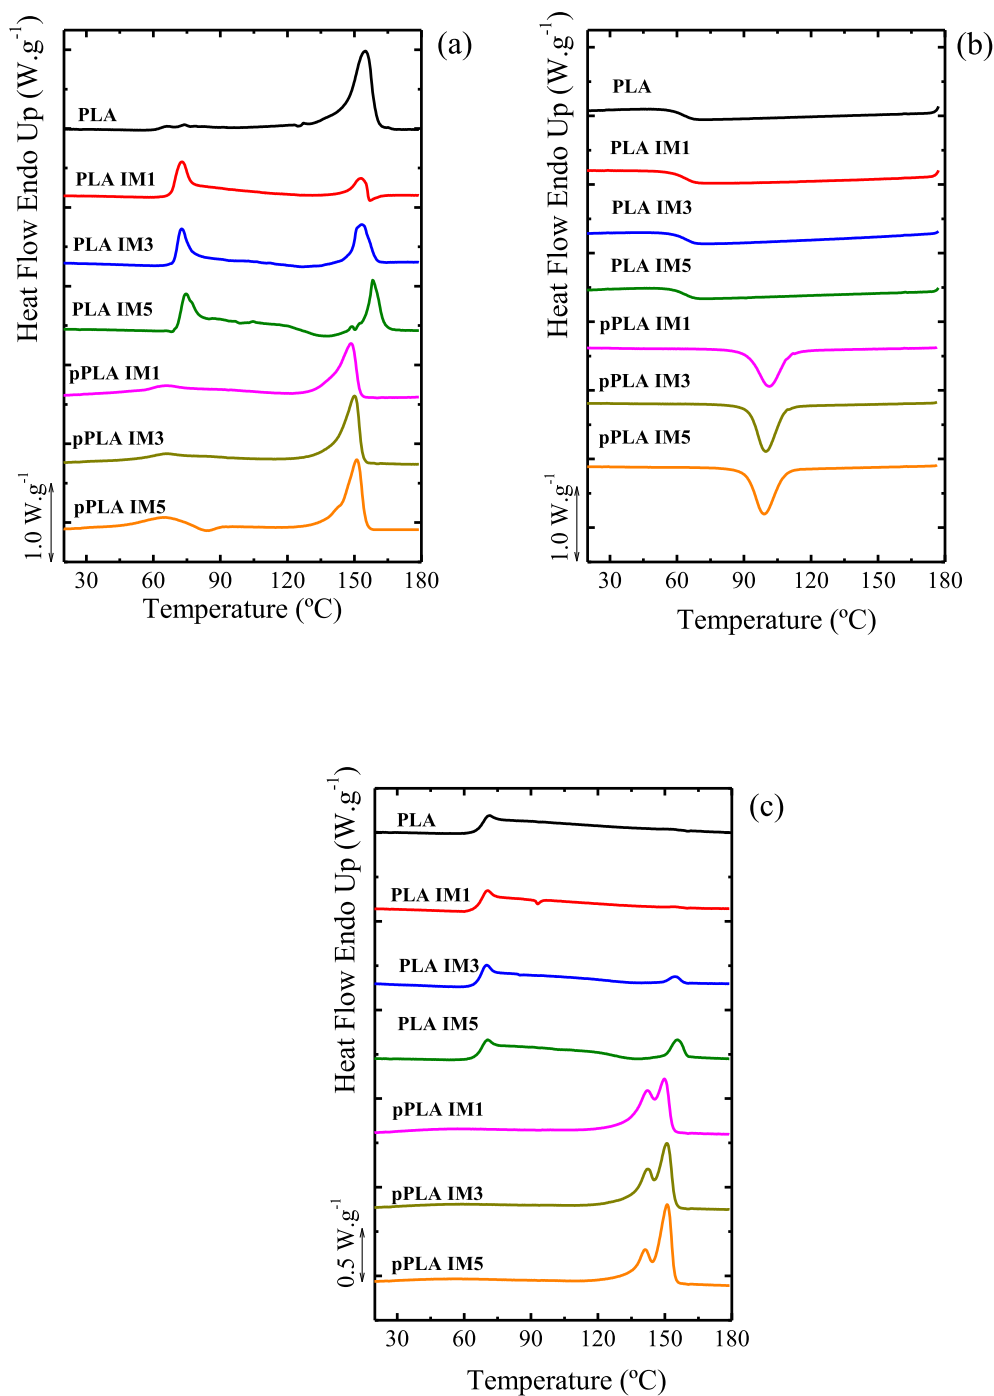 (a)
Heat Flow Endo Up (W.g⁻¹)
PLA
PLA IM1
PLA IM3
PLA IM5
pPLA IM1
pPLA IM3
pPLA IM5
1.0 W.g⁻¹
30 60 90 120 150 180
Temperature (ºC)
(b)
Heat Flow Endo Up (W.g⁻¹)
PLA
PLA IM1
PLA IM3
PLA IM5
pPLA IM1
pPLA IM3
pPLA IM5
1.0 W.g⁻¹
30 60 90 120 150 180
Temperature (ºC)
(c)
Heat Flow Endo Up (W.g⁻¹)
PLA
PLA IM1
PLA IM3
PLA IM5
pPLA IM1
pPLA IM3
pPLA IM5
0.5 W.g⁻¹
30 60 90 120 150 180
Temperature (ºC)